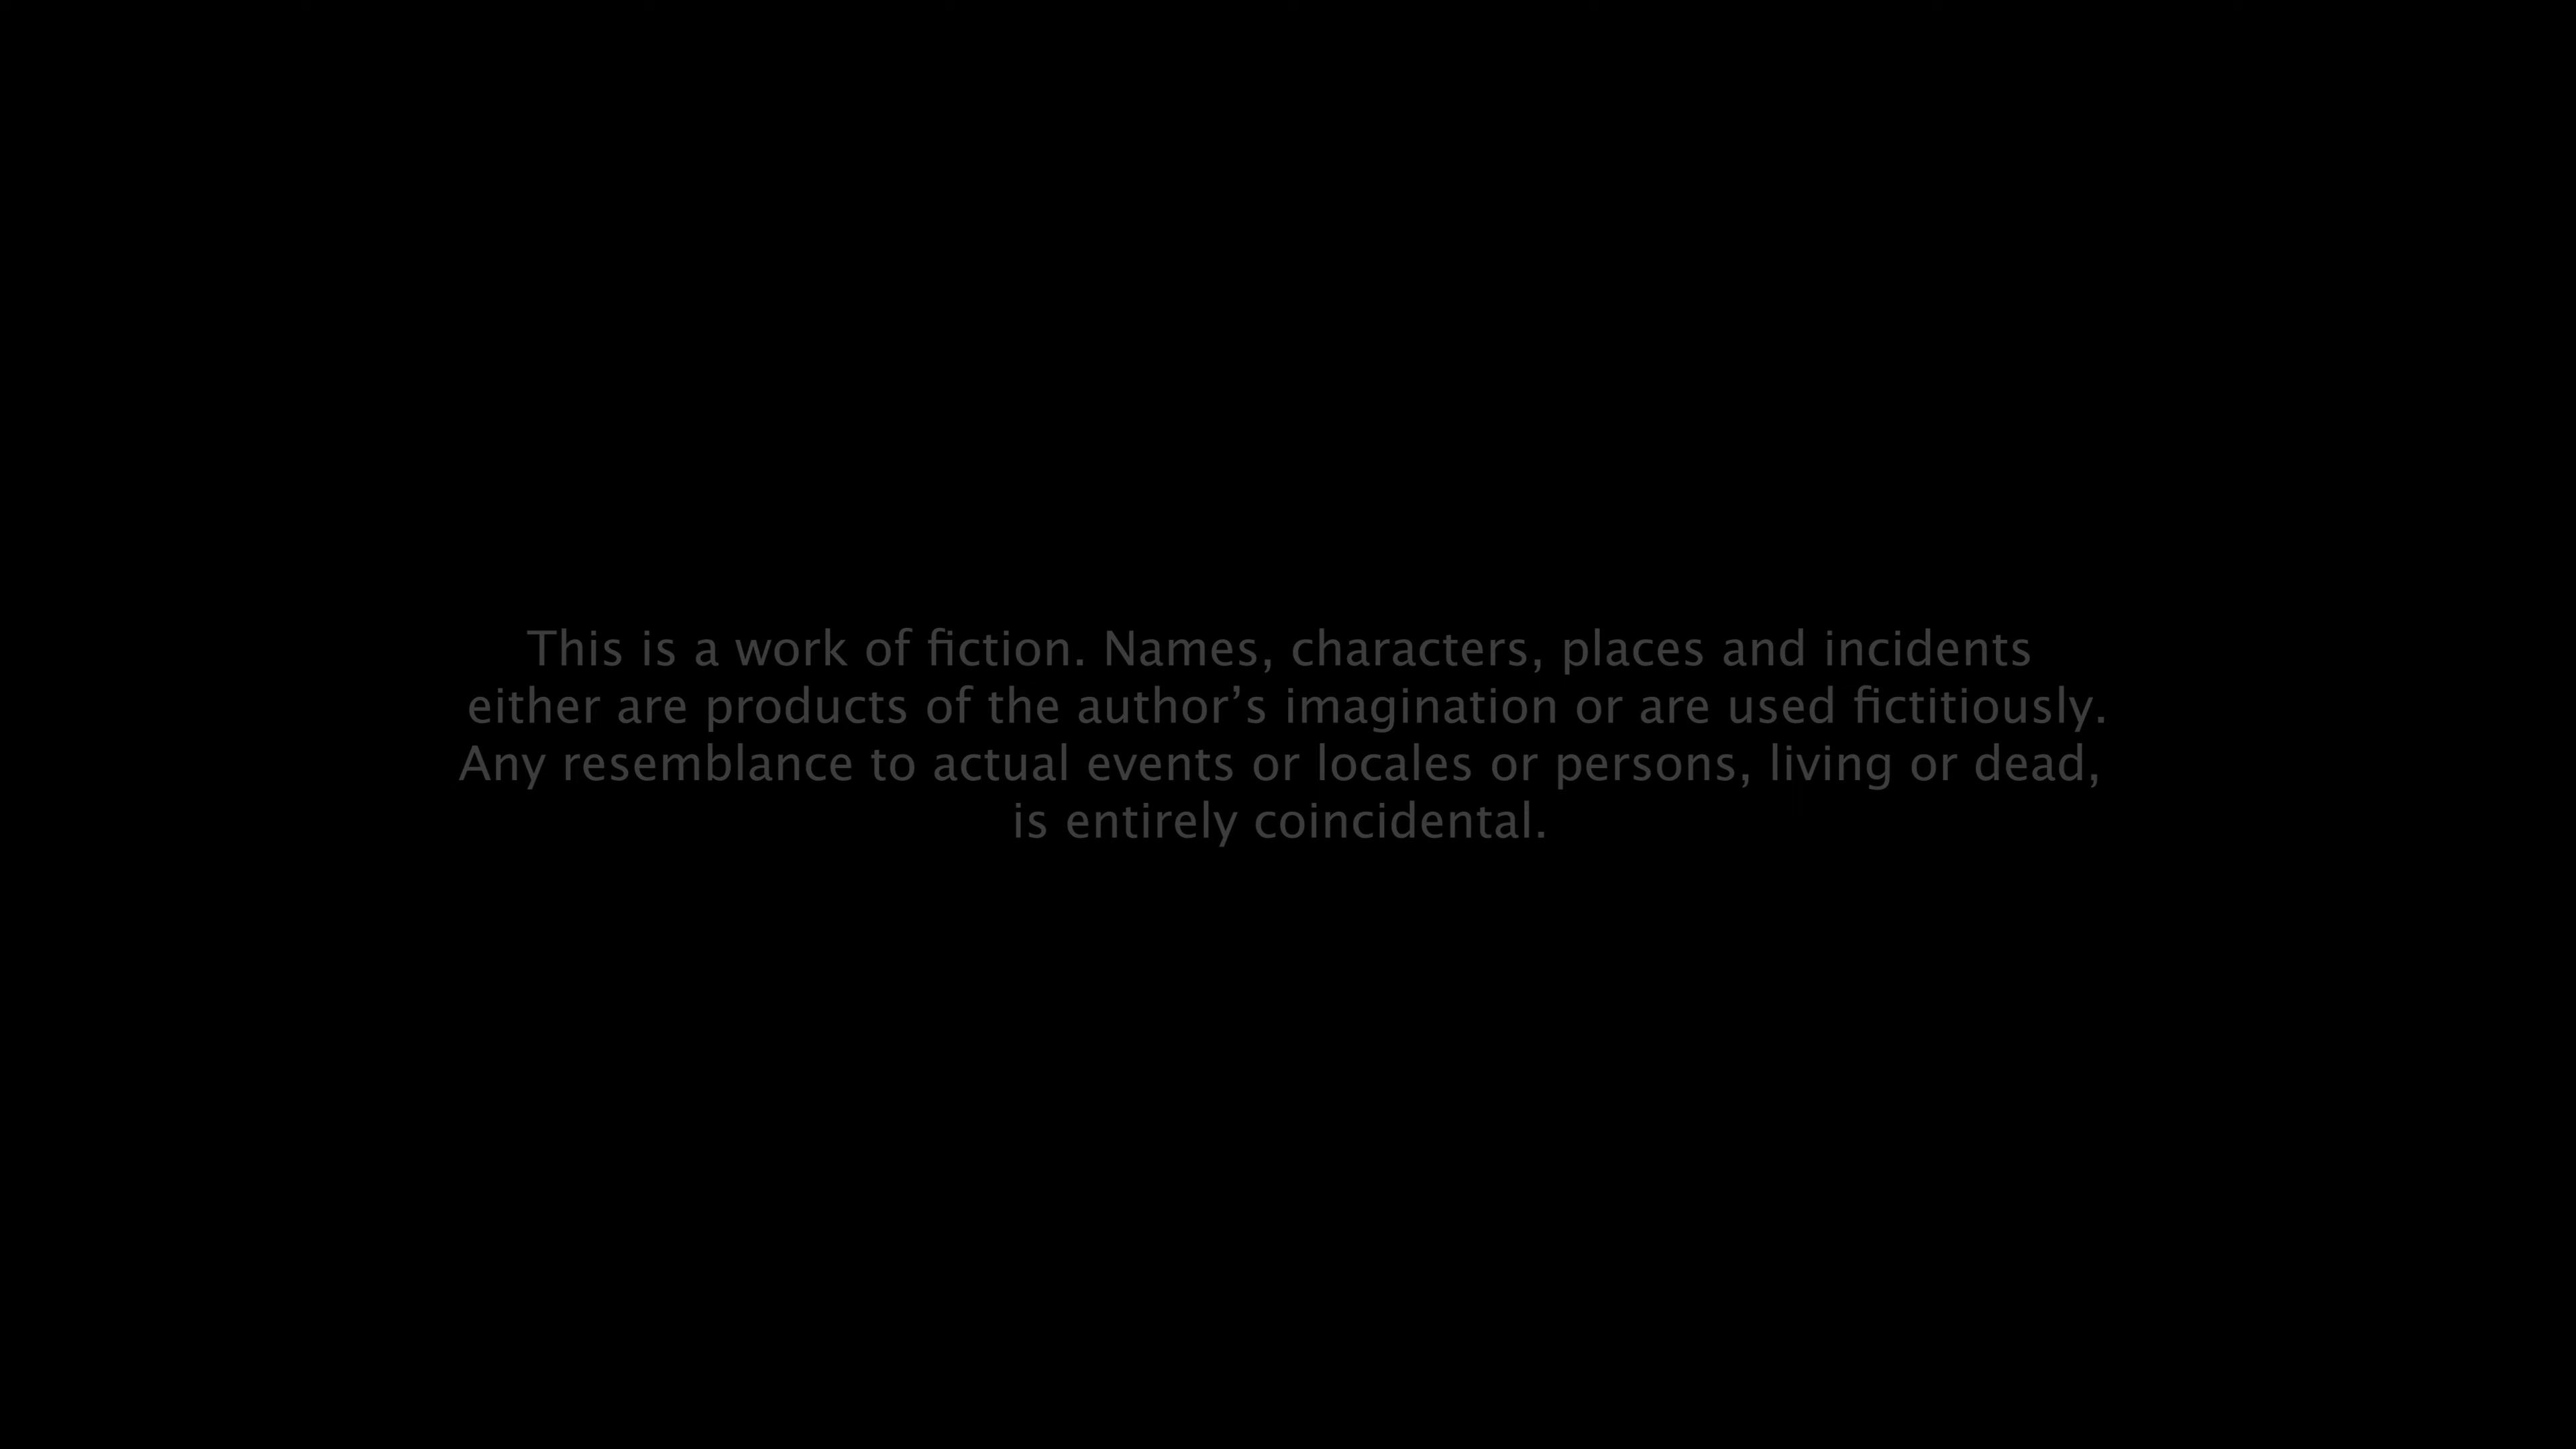 This is a work of fiction. Names, characters, places and incidents
either are products of the author’s imagination or are used fictitiously.
Any resemblance to actual events or locales or persons, living or dead,
is entirely coincidental.